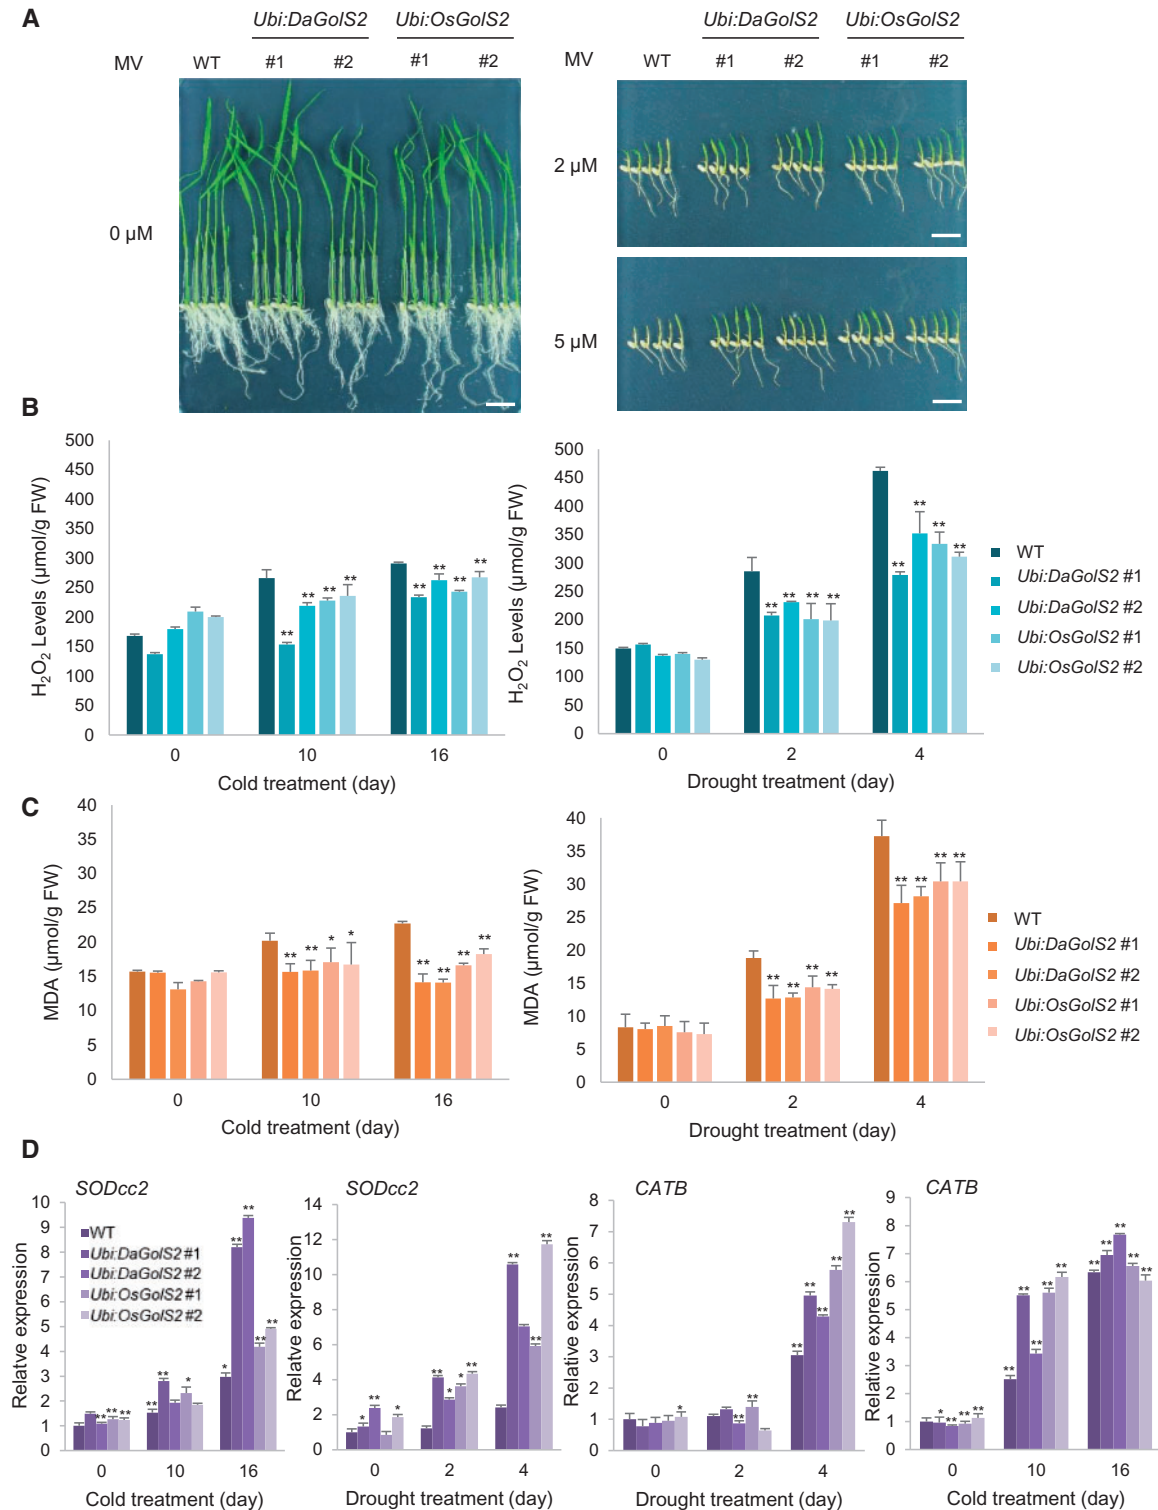 A
Ubi:DaGolS2 Ubi:OsGolS2
MV WT #1 #2 #1 #2
0 µM
Ubi:DaGolS2 Ubi:OsGolS2
MV WT #1 #2 #1 #2
2 µM
5 µM
B
H2O2 Levels (µmol/g FW)
500
450
400
350
300
250
200
150
100
50
0
** ** ** **
** ** ** **
0 10 16
Cold treatment (day)
H2O2 Levels (µmol/g FW)
500
450
400
350
300
250
200
150
100
50
0
** ** ** **
** ** ** **
0 2 4
Drought treatment (day)
WT
Ubi:DaGolS2 #1
Ubi:DaGolS2 #2
Ubi:OsGolS2 #1
Ubi:OsGolS2 #2
C
MDA (µmol/g FW)
40
35
30
25
20
15
10
5
0
** ** * *
** ** ** **
0 10 16
Cold treatment (day)
MDA (µmol/g FW)
40
35
30
25
20
15
10
5
0
** ** ** **
** ** ** **
0 2 4
Drought treatment (day)
WT
Ubi:DaGolS2 #1
Ubi:DaGolS2 #2
Ubi:OsGolS2 #1
Ubi:OsGolS2 #2
D
SODcc2
Relative expression
10
9
8
7
6
5
4
3
2
1
0
WT
Ubi:DaGolS2 #1
Ubi:DaGolS2 #2
Ubi:OsGolS2 #1
Ubi:OsGolS2 #2
** ** **
** ** *
* ** ** ** **
0 10 16
Cold treatment (day)
SODcc2
Relatve expression
14
12
10
8
6
4
2
0
* ** *
** * * **
** ** **
0 2 4
Drought treatment (day)
CATB
Relative expression
8
7
6
5
4
3
2
1
0
*
** **
** ** ** ** **
0 2 4
Drought treatment (day)
CATB
Relative expression
9
8
7
6
5
4
3
2
1
0
* ** ** **
** ** ** ** **
** ** ** ** **
0 10 16
Cold treatment (day)